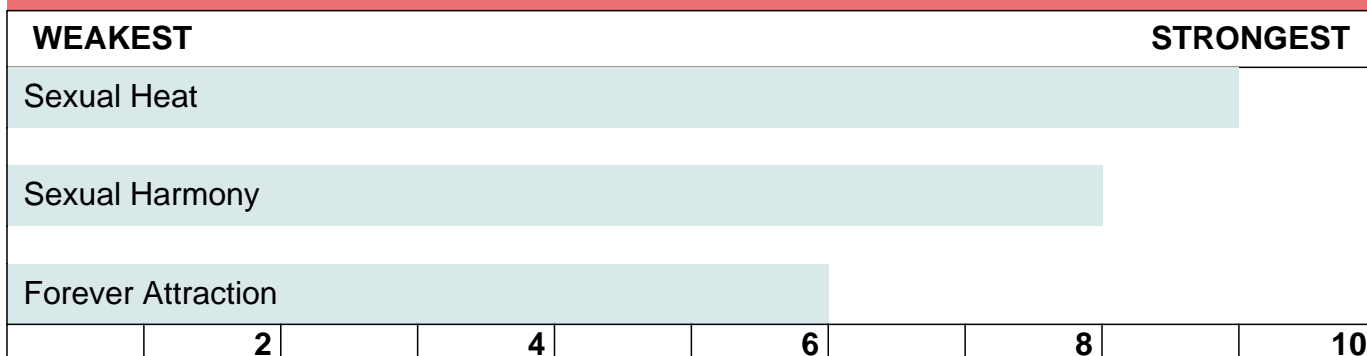 WEAKEST STRONGEST
Sexual Heat
Sexual Harmony
Forever Attraction
2 4 6 8 10